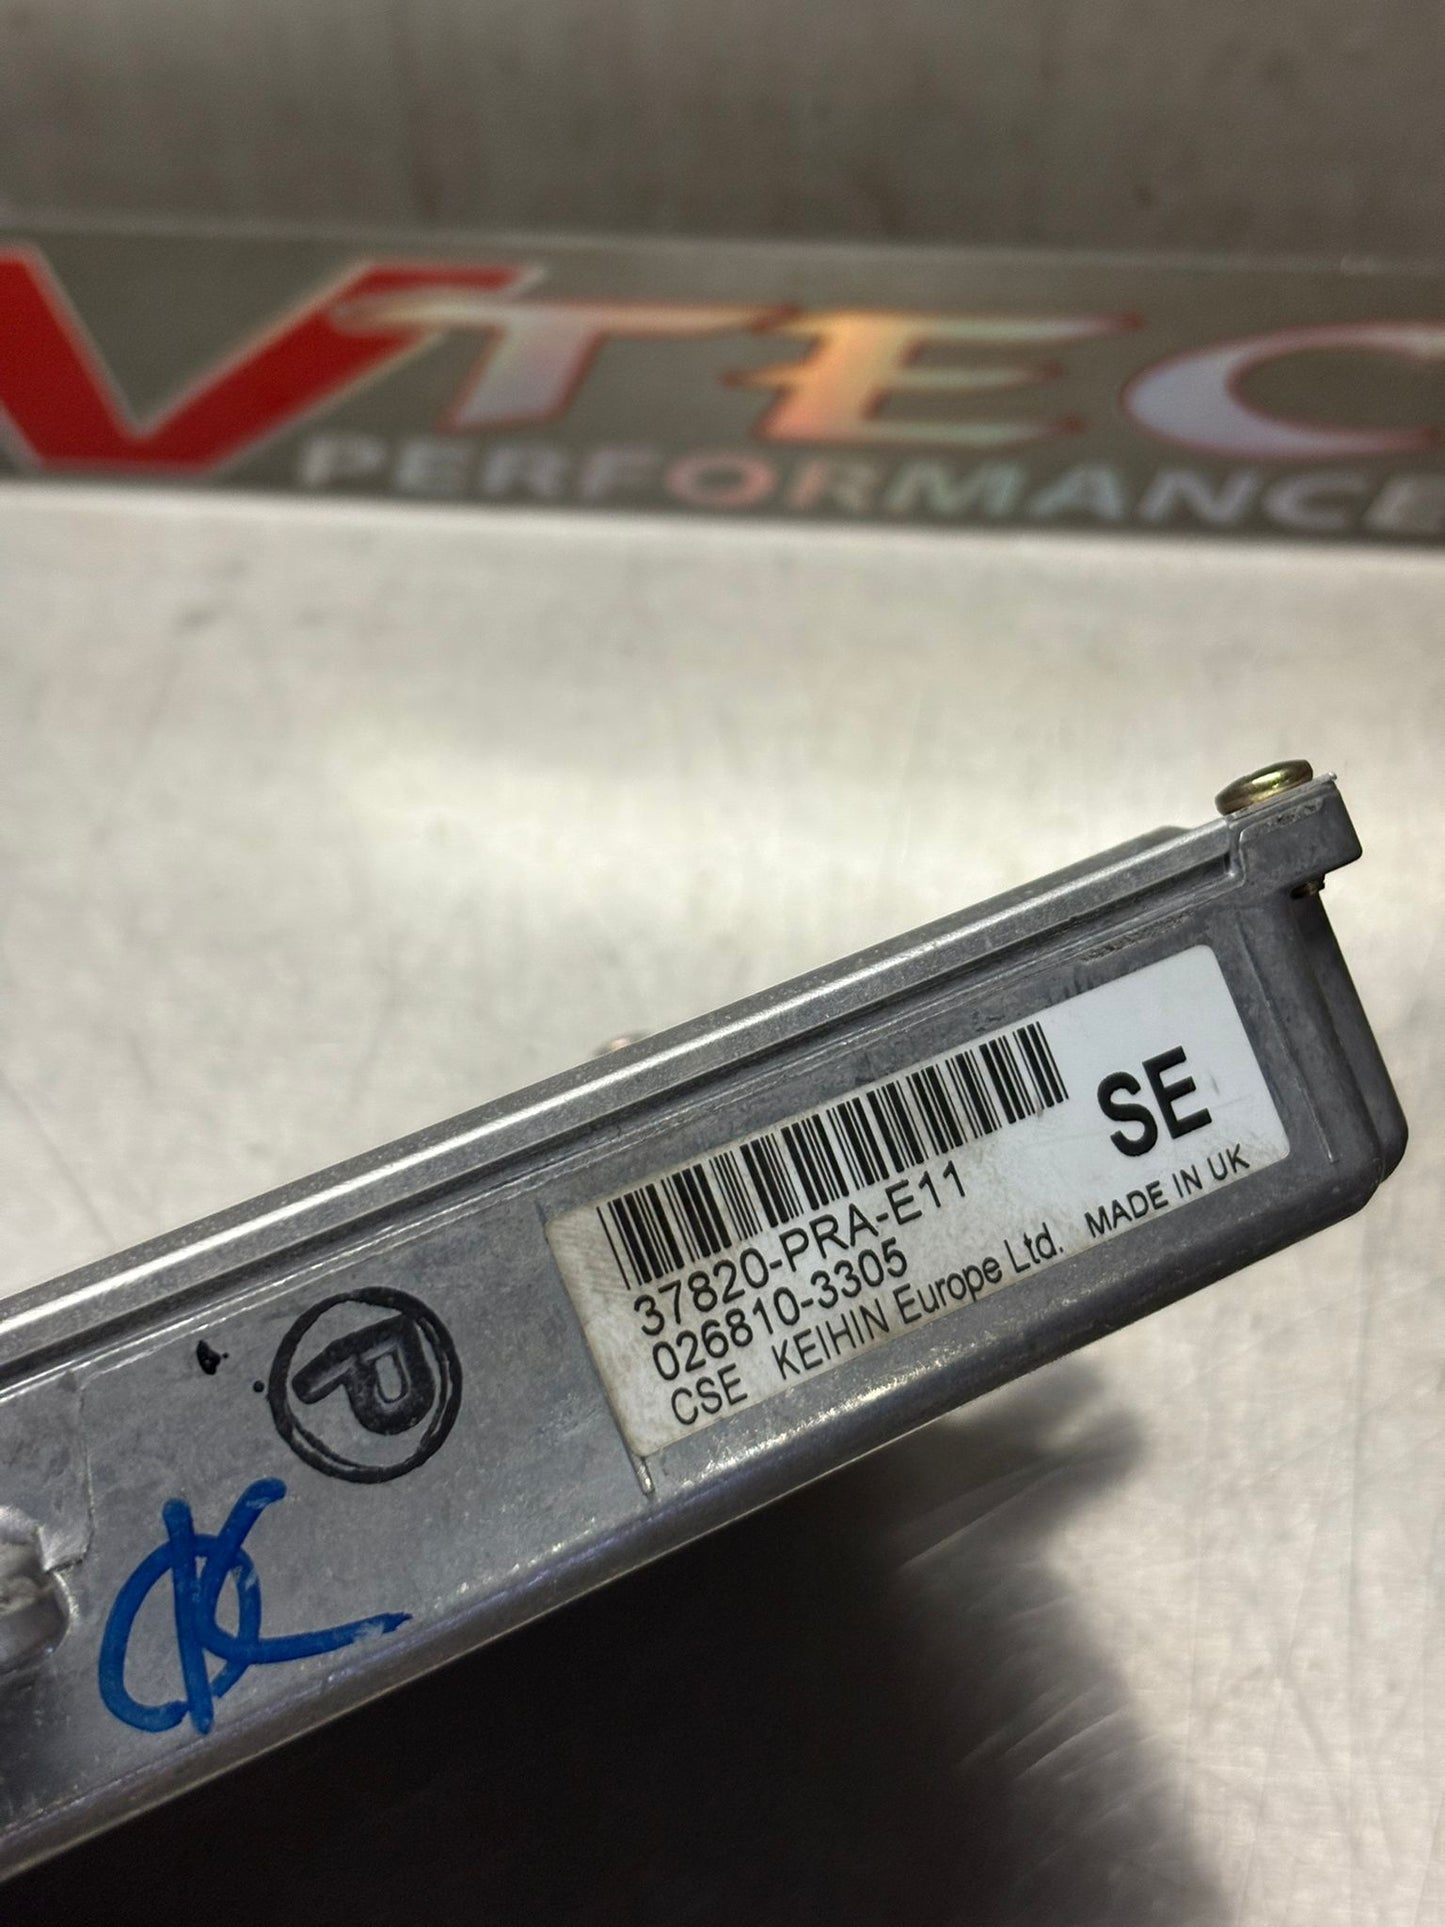 VTEC
PERFORMANCE
SE
37820-PRA-E11
026810-3305
CSE KEIHIN Europe Ltd. MADE IN UK
P